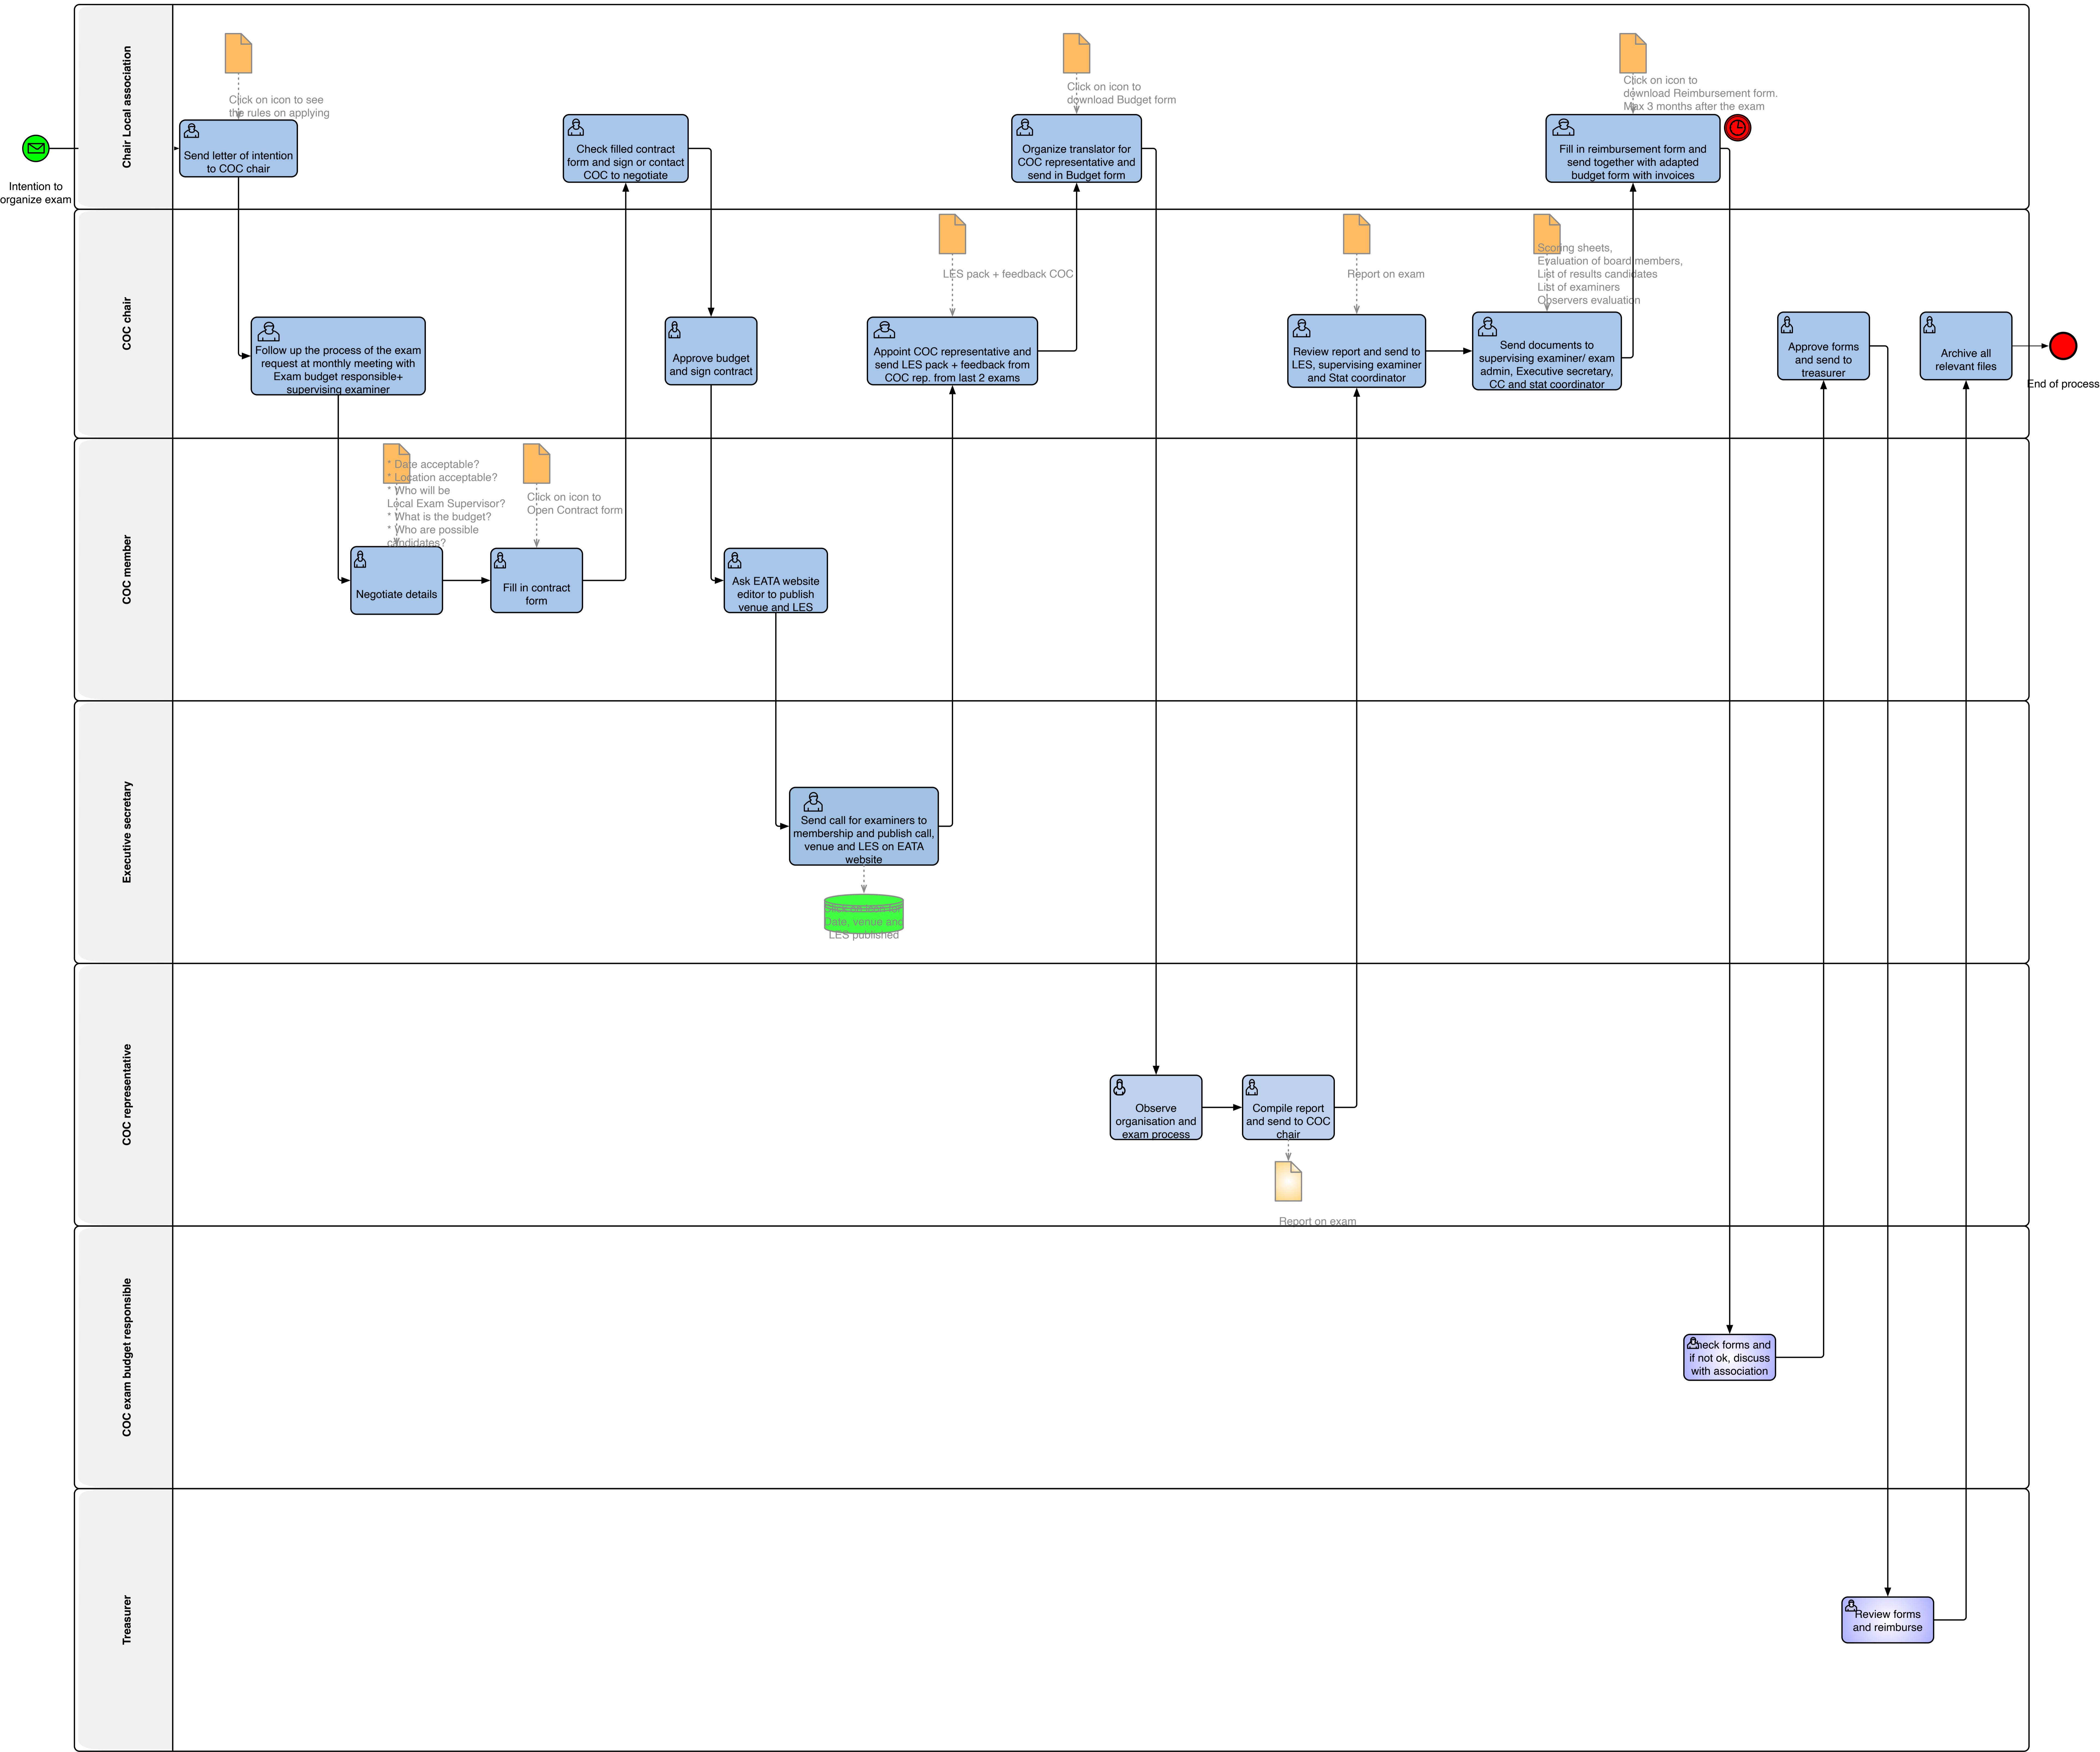 Intention to
organize exam
Chair Local association
Click on icon to see
the rules on applying
Send letter of intention
to COC chair
Check filled contract
form and sign or contact
COC to negotiate
Click on icon to
download Budget form
Organize translator for
COC representative and
send in Budget form
Click on icon to
download Reimbursement form.
Max 3 months after the exam
Fill in reimbursement form and
send together with adapted
budget form with invoices
COC chair
Follow up the process of the exam
request at monthly meeting with
Exam budget responsible+
supervising examiner
Approve budget
and sign contract
LES pack + feedback COC
Appoint COC representative and
send LES pack + feedback from
COC rep. from last 2 exams
Report on exam
Review report and send to
LES, supervising examiner
and Stat coordinator
Scoring sheets,
Evaluation of board members,
List of results candidates
List of examiners
Observers evaluation
Send documents to
supervising examiner/ exam
admin, Executive secretary,
CC and stat coordinator
Approve forms
and send to
treasurer
Archive all
relevant files
End of process
COC member
* Date acceptable?
* Location acceptable?
* Who will be
Local Exam Supervisor?
* What is the budget?
* Who are possible
candidates?
Negotiate details
Click on icon to
Open Contract form
Fill in contract
form
Ask EATA website
editor to publish
venue and LES
Executive secretary
Send call for examiners to
membership and publish call,
venue and LES on EATA
website
Click on icon for
Date, venue and
LES published
COC representative
Observe
organisation and
exam process
Compile report
and send to COC
chair
Report on exam
COC exam budget responsible
Check forms and
if not ok, discuss
with association
Treasurer
Review forms
and reimburse